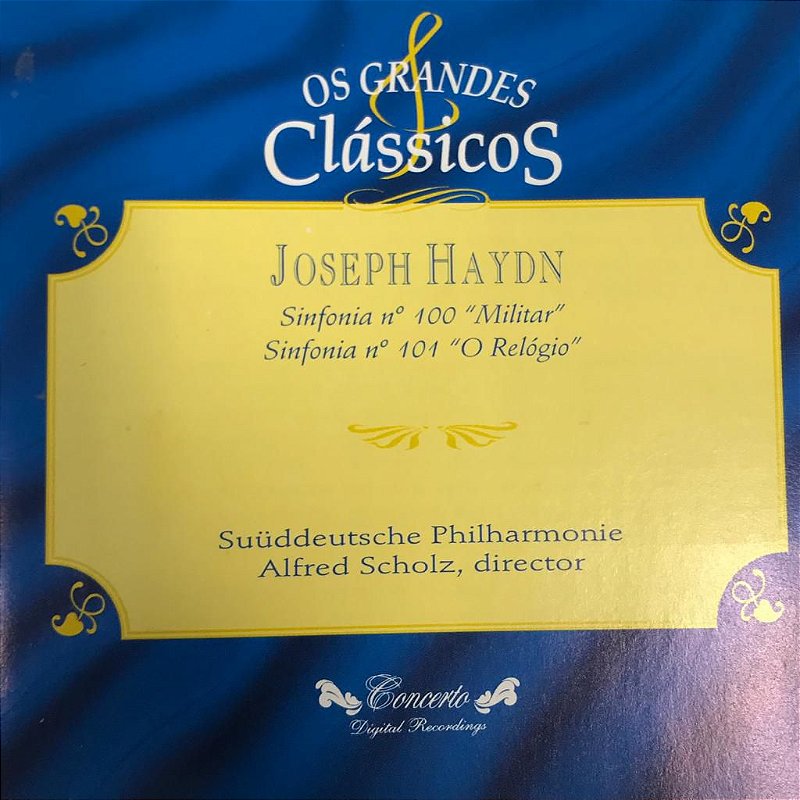 OS GRANDES
ClássicoS
JOSEPH HAYDN
Sinfonia nº 100 “Militar”
Sinfonia nº 101 “O Relógio”
Suüddeutsche Philharmonie
Alfred Scholz, director
Concerto
Digital Recordings